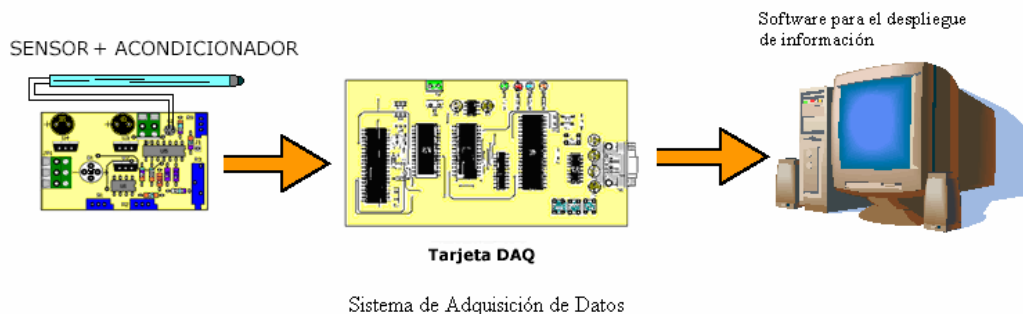 SENSOR + ACONDICIONADOR
Software para el despliegue
de información
Tarjeta DAQ
Sistema de Adquisición de Datos